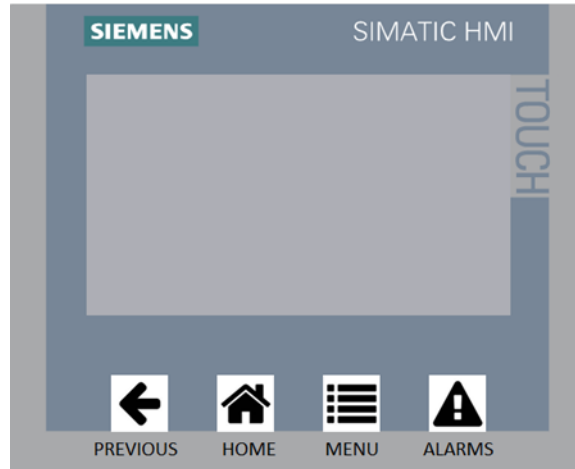 SIEMENS
SIMATIC HMI
TOUCH
PREVIOUS
HOME
MENU
ALARMS